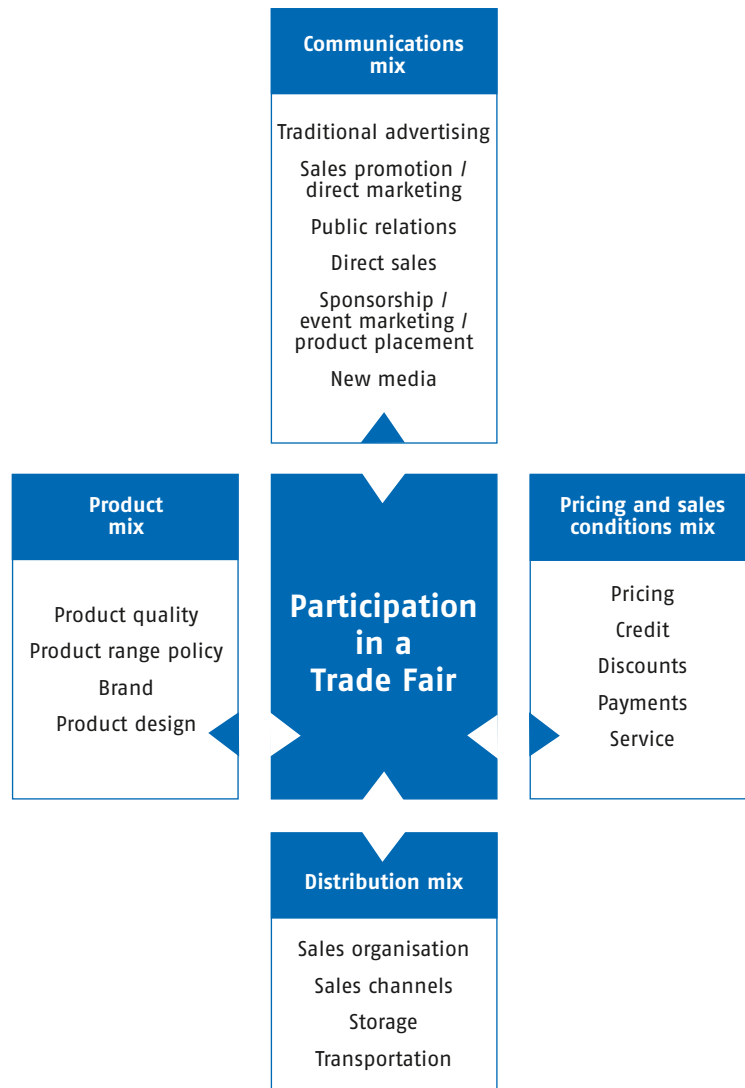 Communications
mix
Traditional advertising
Sales promotion /
direct marketing
Public relations
Direct sales
Sponsorship /
event marketing /
product placement
New media
Product
mix
Product quality
Product range policy
Brand
Product design
Participation
in a
Trade Fair
Pricing and sales
conditions mix
Pricing
Credit
Discounts
Payments
Service
Distribution mix
Sales organisation
Sales channels
Storage
Transportation